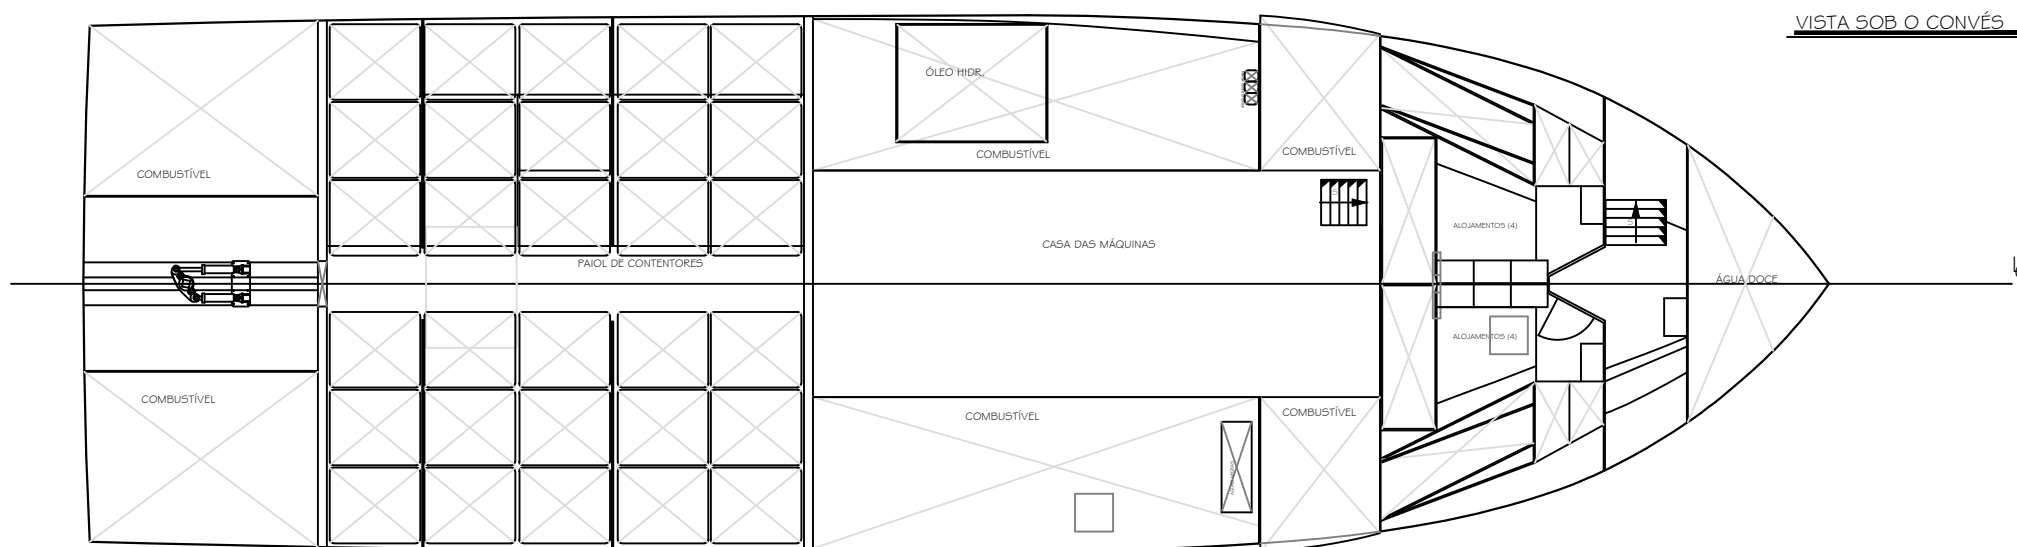 VISTA SOB O CONVÉS
ÓLEO HIDR.
COMBUSTÍVEL
COMBUSTÍVEL
COMBUSTÍVEL
ALOJAMENTOS (4)
CASA DAS MÁQUINAS
PAIOL DE CONTENTORES
ÁGUA DOCE
ALOJAMENTOS (4)
COMBUSTÍVEL
COMBUSTÍVEL
COMBUSTÍVEL